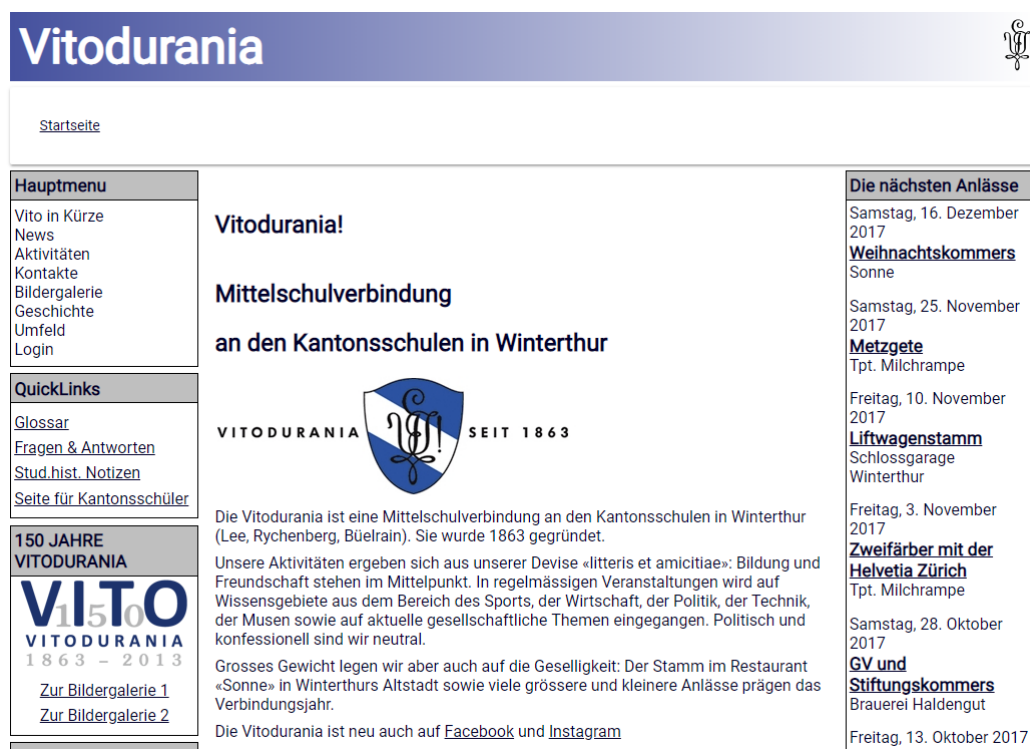 Vitodurania
Startseite
Hauptmenu
Vito in Kürze
News
Aktivitäten
Kontakte
Bildergalerie
Geschichte
Umfeld
Login
QuickLinks
Glossar
Fragen & Antworten
Stud.hist. Notizen
Seite für Kantonsschüler
150 JAHRE
VITODURANIA
VITO
150
VITODURANIA
1863 – 2013
Zur Bildergalerie 1
Zur Bildergalerie 2
Vitodurania!
Mittelschulverbindung
an den Kantonsschulen in Winterthur
VITODURANIA SEIT 1863
Die Vitodurania ist eine Mittelschulverbindung an den Kantonsschulen in Winterthur
(Lee, Rychenberg, Büelrain). Sie wurde 1863 gegründet.
Unsere Aktivitäten ergeben sich aus unserer Devise «litteris et amicitiae»: Bildung und
Freundschaft stehen im Mittelpunkt. In regelmässigen Veranstaltungen wird auf
Wissensgebiete aus dem Bereich des Sports, der Wirtschaft, der Politik, der Technik,
der Musen sowie auf aktuelle gesellschaftliche Themen eingegangen. Politisch und
konfessionell sind wir neutral.
Grosses Gewicht legen wir aber auch auf die Geselligkeit: Der Stamm im Restaurant
«Sonne» in Winterthurs Altstadt sowie viele grössere und kleinere Anlässe prägen das
Verbindungsjahr.
Die Vitodurania ist neu auch auf Facebook und Instagram
Die nächsten Anlässe
Samstag, 16. Dezember
2017
Weihnachtskommers
Sonne
Samstag, 25. November
2017
Metzgete
Tpt. Milchrampe
Freitag, 10. November
2017
Liftwagenstamm
Schlossgarage
Winterthur
Freitag, 3. November
2017
Zweifärber mit der
Helvetia Zürich
Tpt. Milchrampe
Samstag, 28. Oktober
2017
GV und
Stiftungskommers
Brauerei Haldengut
Freitag, 13. Oktober 2017